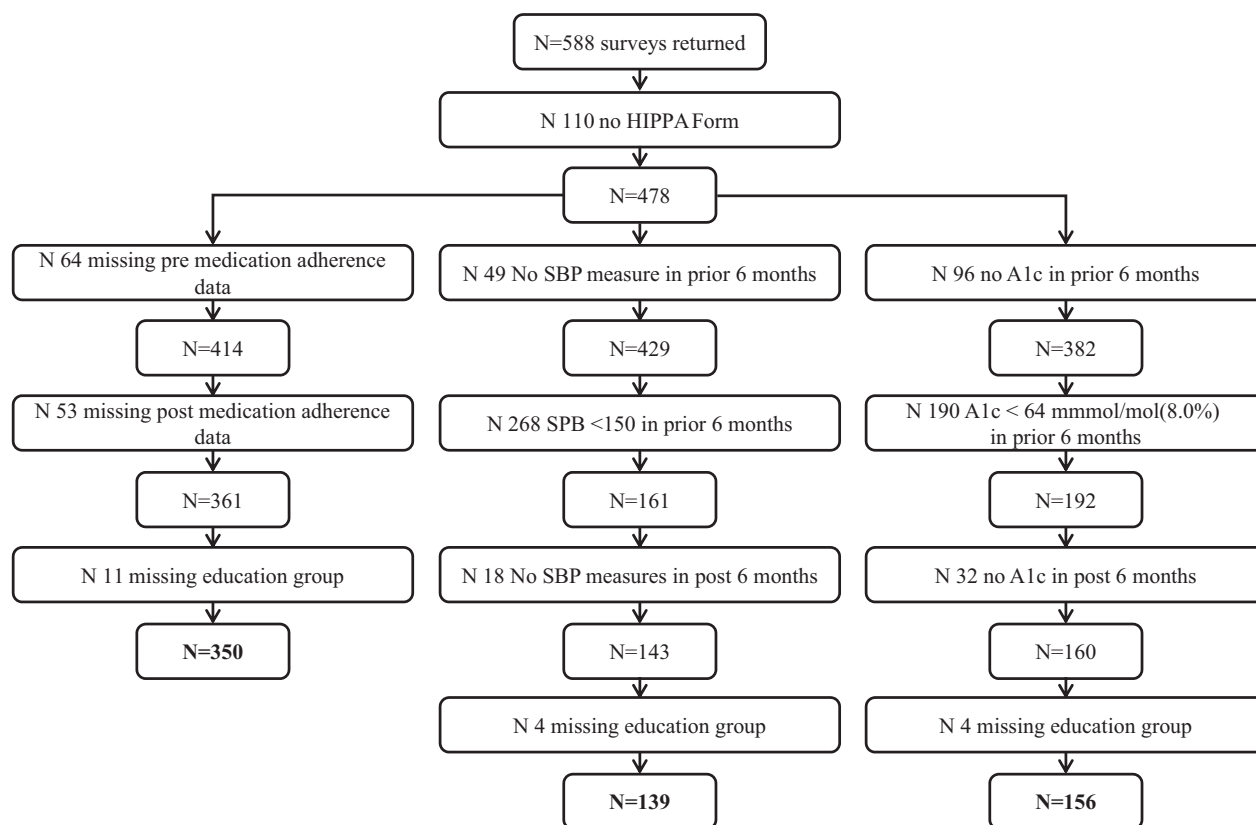 N=588 surveys returned
N 110 no HIPPA Form
N=478
N 64 missing pre medication adherence
data
N=414
N 53 missing post medication adherence
data
N=361
N 11 missing education group
N=350
N 49 No SBP measure in prior 6 months
N=429
N 268 SPB <150 in prior 6 months
N=161
N 18 No SBP measures in post 6 months
N=143
N 4 missing education group
N=139
N 96 no A1c in prior 6 months
N=382
N 190 A1c < 64 mmmol/mol(8.0%)
in prior 6 months
N=192
N 32 no A1c in post 6 months
N=160
N 4 missing education group
N=156